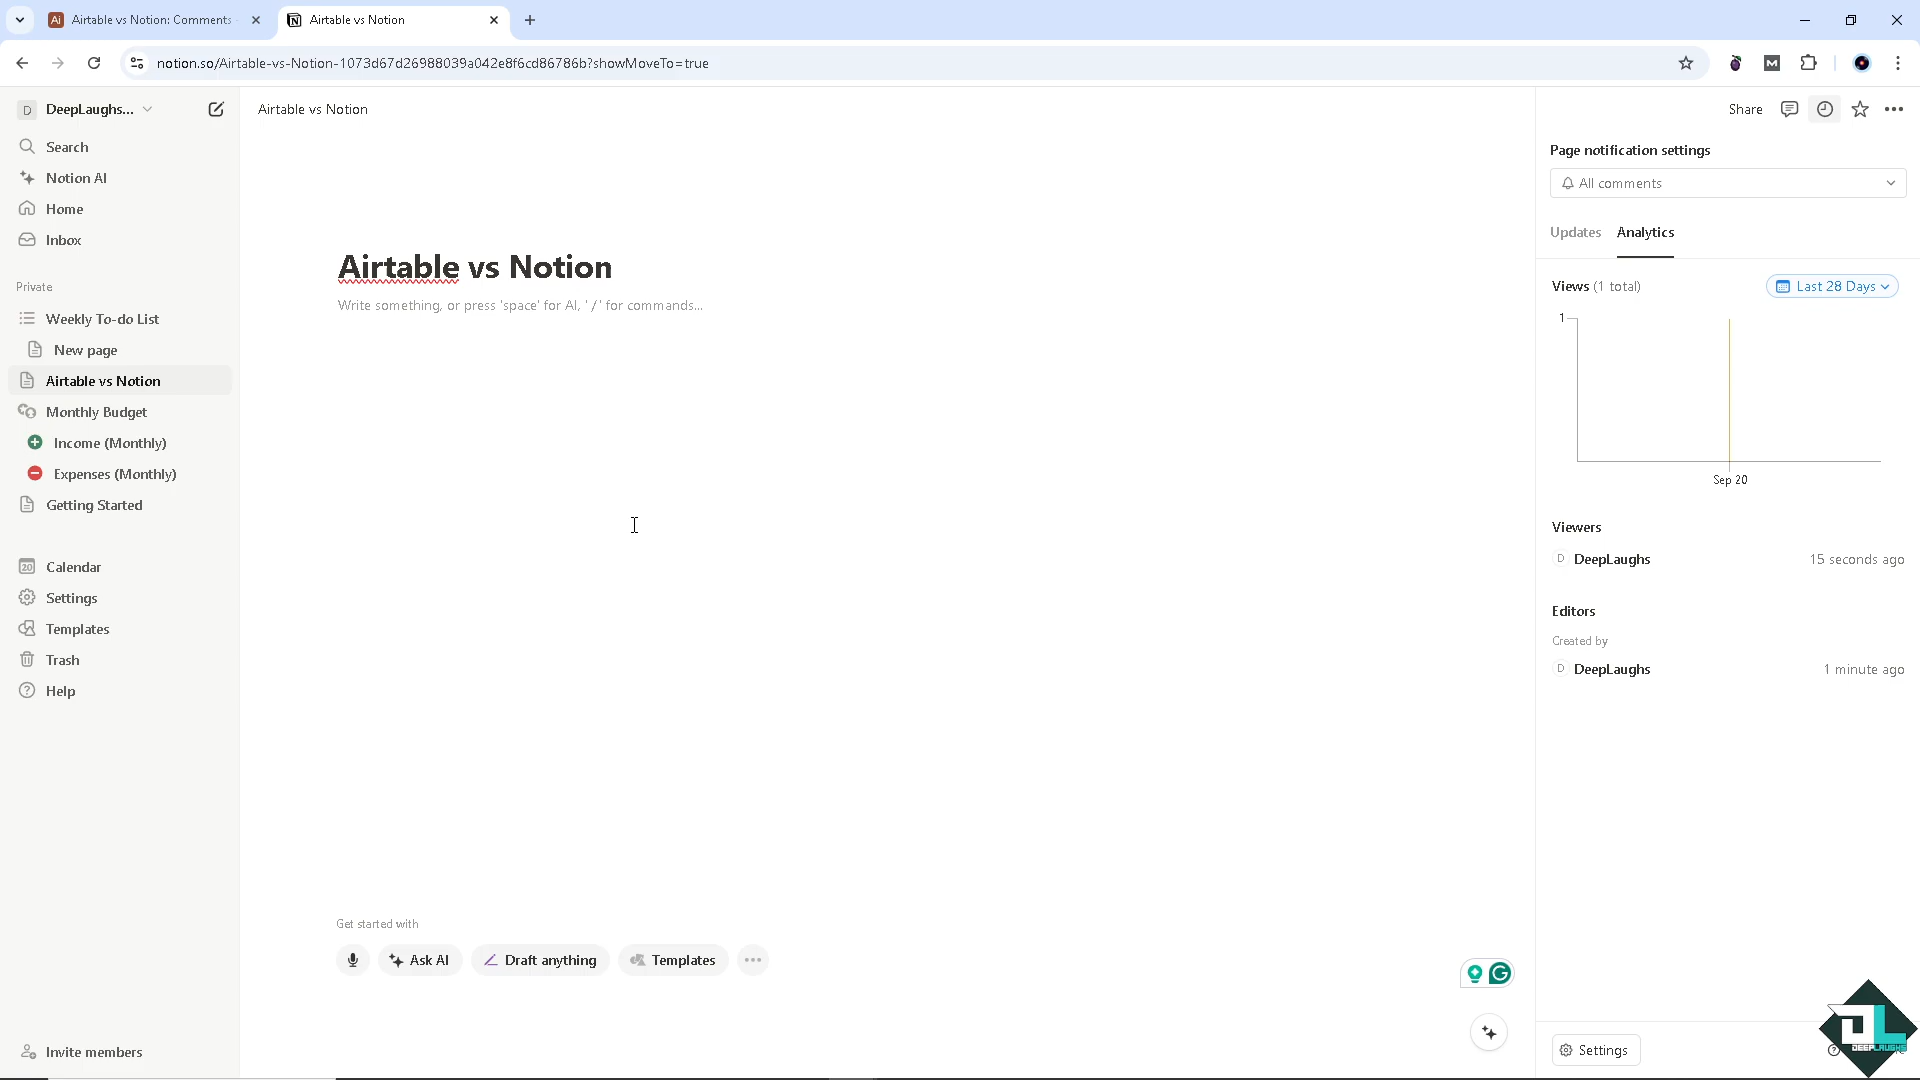 Airtable vs Notion: Comments
Airtable vs Notion
notion.so/Airtable-vs-Notion-1073d67d26988039a042e8f6cd86786b?showMoveTo=true
D DeepLaughs...
Airtable vs Notion
Share
Search
Notion AI
Home
Inbox
Private
Weekly To-do List
New page
Airtable vs Notion
Monthly Budget
Income (Monthly)
Expenses (Monthly)
Getting Started
20 Calendar
Settings
Templates
Trash
Help
Invite members
Airtable vs Notion
Write something, or press 'space' for AI, '/' for commands...
Get started with
Ask AI
Draft anything
Templates
Page notification settings
All comments
Updates Analytics
Views (1 total)
Last 28 Days
1
Sep 20
Viewers
D DeepLaughs 15 seconds ago
Editors
Created by
D DeepLaughs 1 minute ago
Settings
DEEPLAUGHS